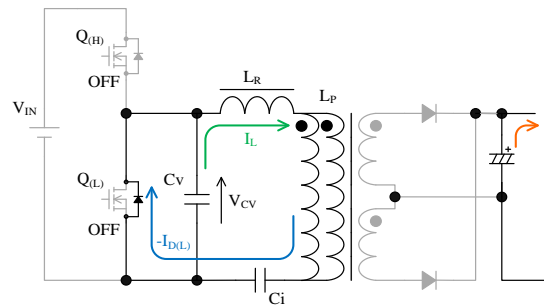 Q(H)
OFF
VIN
LR
LP
IL
Q(L)
OFF
CV
VCV
-ID(L)
Ci
+